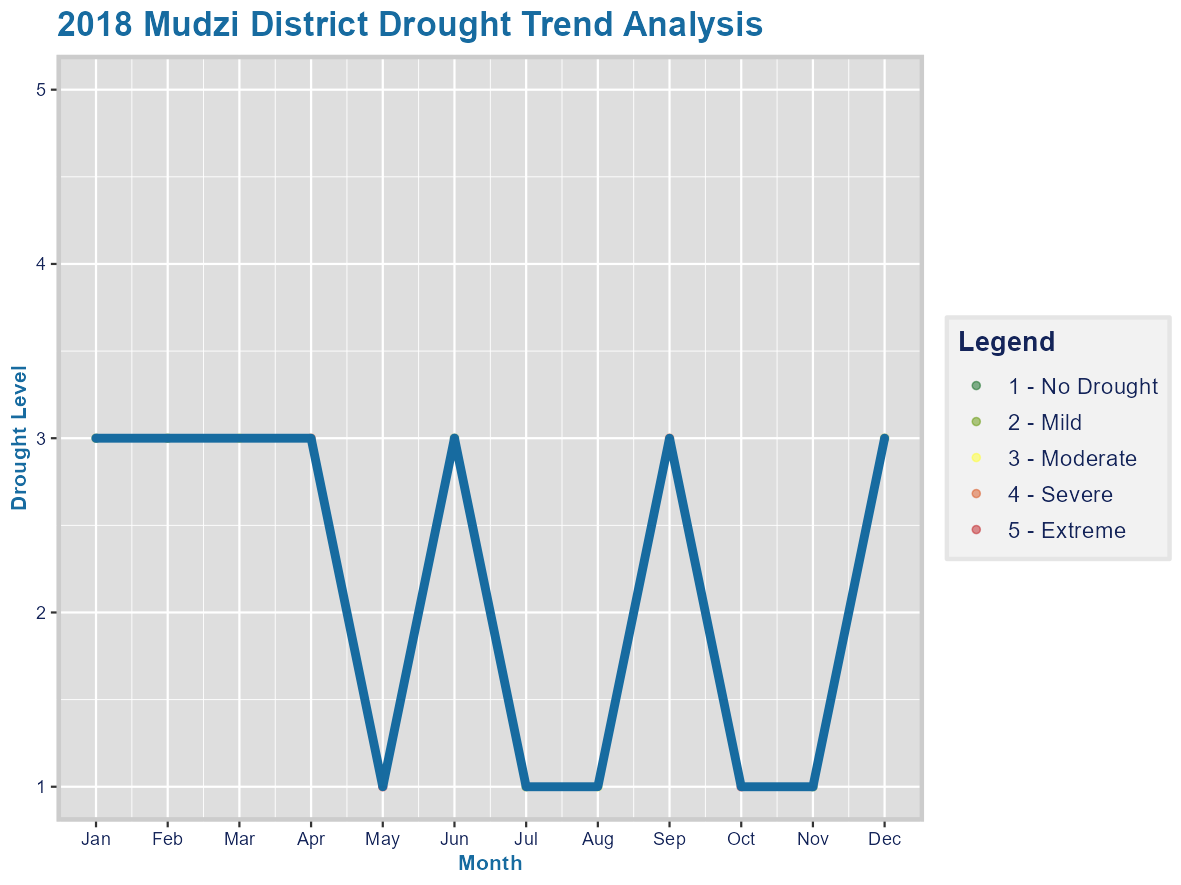 2018 Mudzi District Drought Trend Analysis
5
4
3
2
1
Drought Level
Jan Feb Mar Apr May Jun Jul Aug Sep Oct Nov Dec
Month
Legend
1 - No Drought
2 - Mild
3 - Moderate
4 - Severe
5 - Extreme